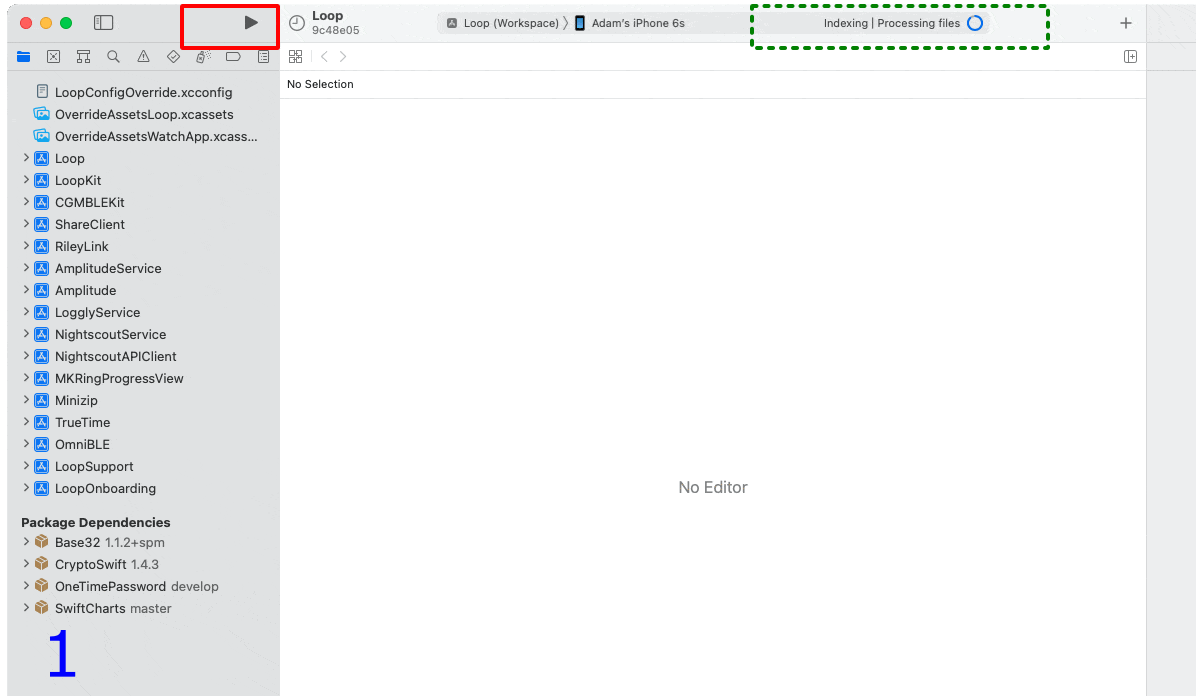 Loop
9c48e05
Loop (Workspace)
Adam's iPhone 6s
Indexing | Processing files
No Selection
LoopConfigOverride.xcconfig
OverrideAssetsLoop.xcassets
OverrideAssetsWatchApp.xcass...
Loop
LoopKit
CGMBLEKit
ShareClient
RileyLink
AmplitudeService
Amplitude
LogglyService
NightscoutService
NightscoutAPIClient
MKRingProgressView
Minizip
TrueTime
OmniBLE
LoopSupport
LoopOnboarding
Package Dependencies
Base32 1.1.2+spm
CryptoSwift 1.4.3
OneTimePassword develop
SwiftCharts master
1
No Editor